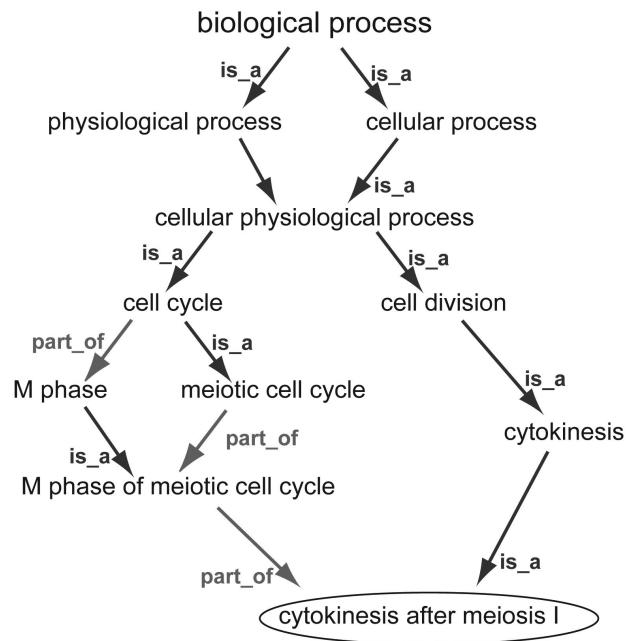 biological process
is_a is_a
physiological process cellular process
is_a
cellular physiological process
is_a is_a
cell cycle cell division
part_of is_a
is_a
M phase meiotic cell cycle
cytokinesis
part_of
is_a
M phase of meiotic cell cycle
is_a
part_of
cytokinesis after meiosis I